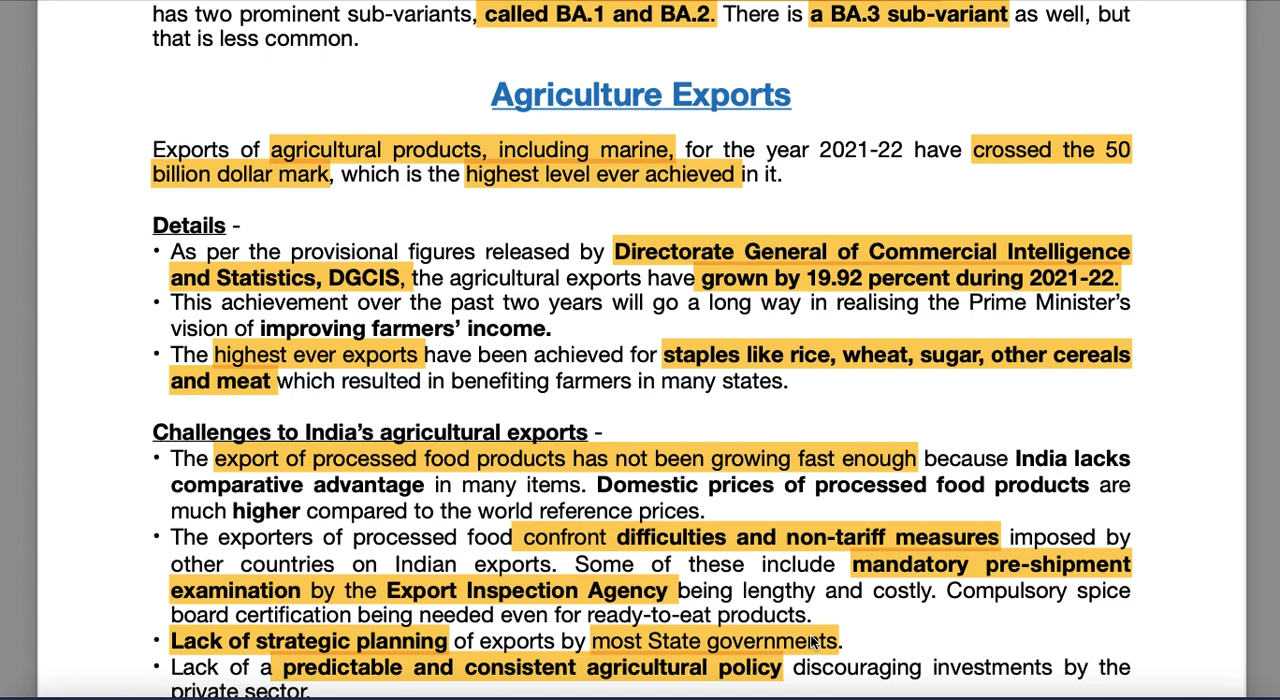 has two prominent sub-variants, called BA.1 and BA.2. There is a BA.3 sub-variant as well, but
that is less common.
Agriculture Exports
Exports of agricultural products, including marine, for the year 2021-22 have crossed the 50
billion dollar mark, which is the highest level ever achieved in it.
Details -
• As per the provisional figures released by Directorate General of Commercial Intelligence
and Statistics, DGCIS, the agricultural exports have grown by 19.92 percent during 2021-22.
• This achievement over the past two years will go a long way in realising the Prime Minister's
vision of improving farmers' income.
• The highest ever exports have been achieved for staples like rice, wheat, sugar, other cereals
and meat which resulted in benefiting farmers in many states.
Challenges to India's agricultural exports -
• The export of processed food products has not been growing fast enough because India lacks
comparative advantage in many items. Domestic prices of processed food products are
much higher compared to the world reference prices.
• The exporters of processed food confront difficulties and non-tariff measures imposed by
other countries on Indian exports. Some of these include mandatory pre-shipment
examination by the Export Inspection Agency being lengthy and costly. Compulsory spice
board certification being needed even for ready-to-eat products.
• Lack of strategic planning of exports by most State governments.
• Lack of a predictable and consistent agricultural policy discouraging investments by the
private sector.